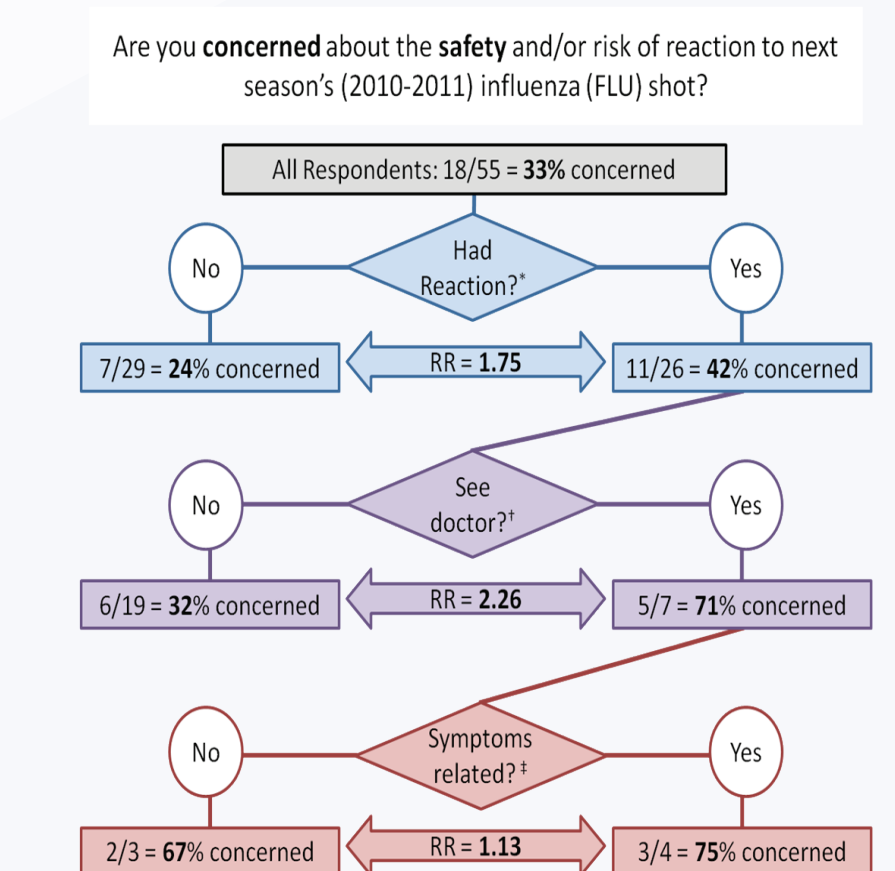 Are you concerned about the safety and/or risk of reaction to next
season's (2010-2011) influenza (FLU) shot?
All Respondents: 18/55 = 33% concerned
Had
Reaction?*
No
Yes
7/29 = 24% concerned
RR = 1.75
11/26 = 42% concerned
See
doctor?†
No
Yes
6/19 = 32% concerned
RR = 2.26
5/7 = 71% concerned
Symptoms
related?‡
No
Yes
2/3 = 67% concerned
RR = 1.13
3/4 = 75% concerned